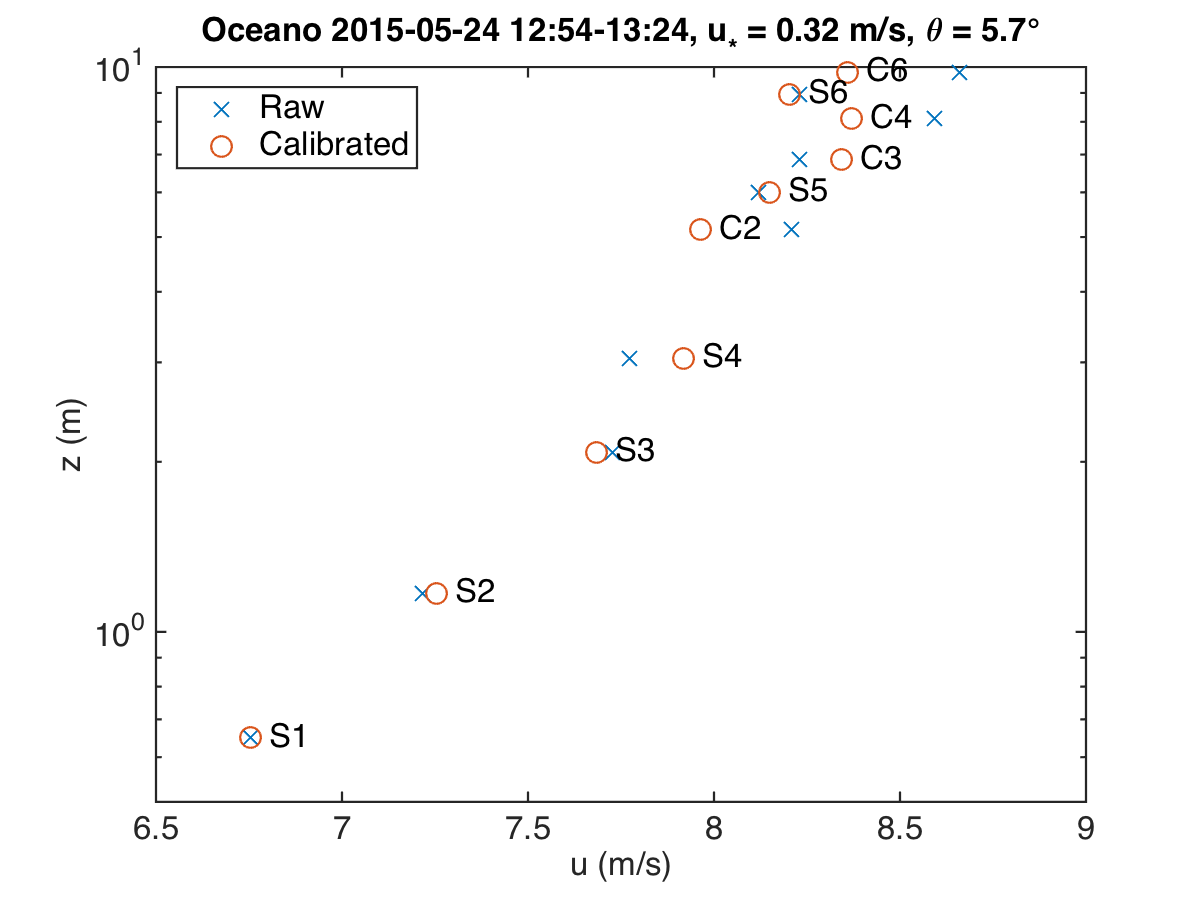 Oceano 2015-05-24 12:54-13:24, u* = 0.32 m/s, θ = 5.7°
10^1
Raw
Calibrated
C6
S6
C4
C3
S5
C2
S4
S3
S2
10^0
S1
z (m)
6.5 7 7.5 8 8.5 9
u (m/s)